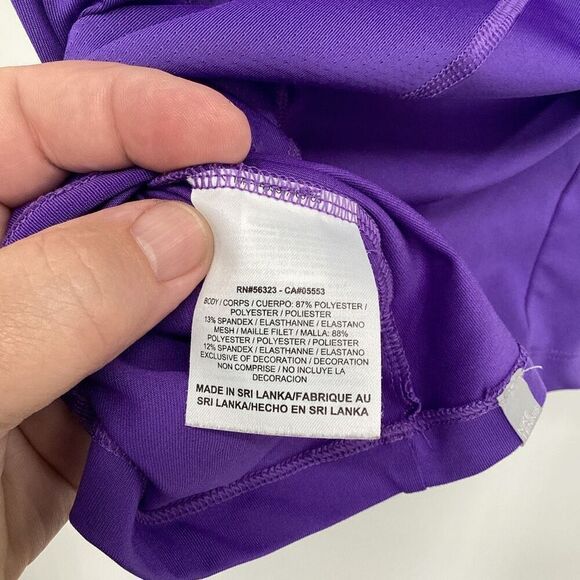 RN#56323 - CA#05553
BODY / CORPS / CUERPO: 87% POLYESTER /
POLYESTER / POLIESTER
13% SPANDEX / ELASTHANNE / ELASTANO
MESH / MAILLE FILET / MALLA: 88%
POLYESTER / POLYESTER / POLIESTER
12% SPANDEX / ELASTHANNE / ELASTANO
EXCLUSIVE OF DECORATION / DECORATION
NON COMPRISE / NO INCLUYE LA
DECORACION
MADE IN SRI LANKA/FABRIQUE AU
SRI LANKA/HECHO EN SRI LANKA